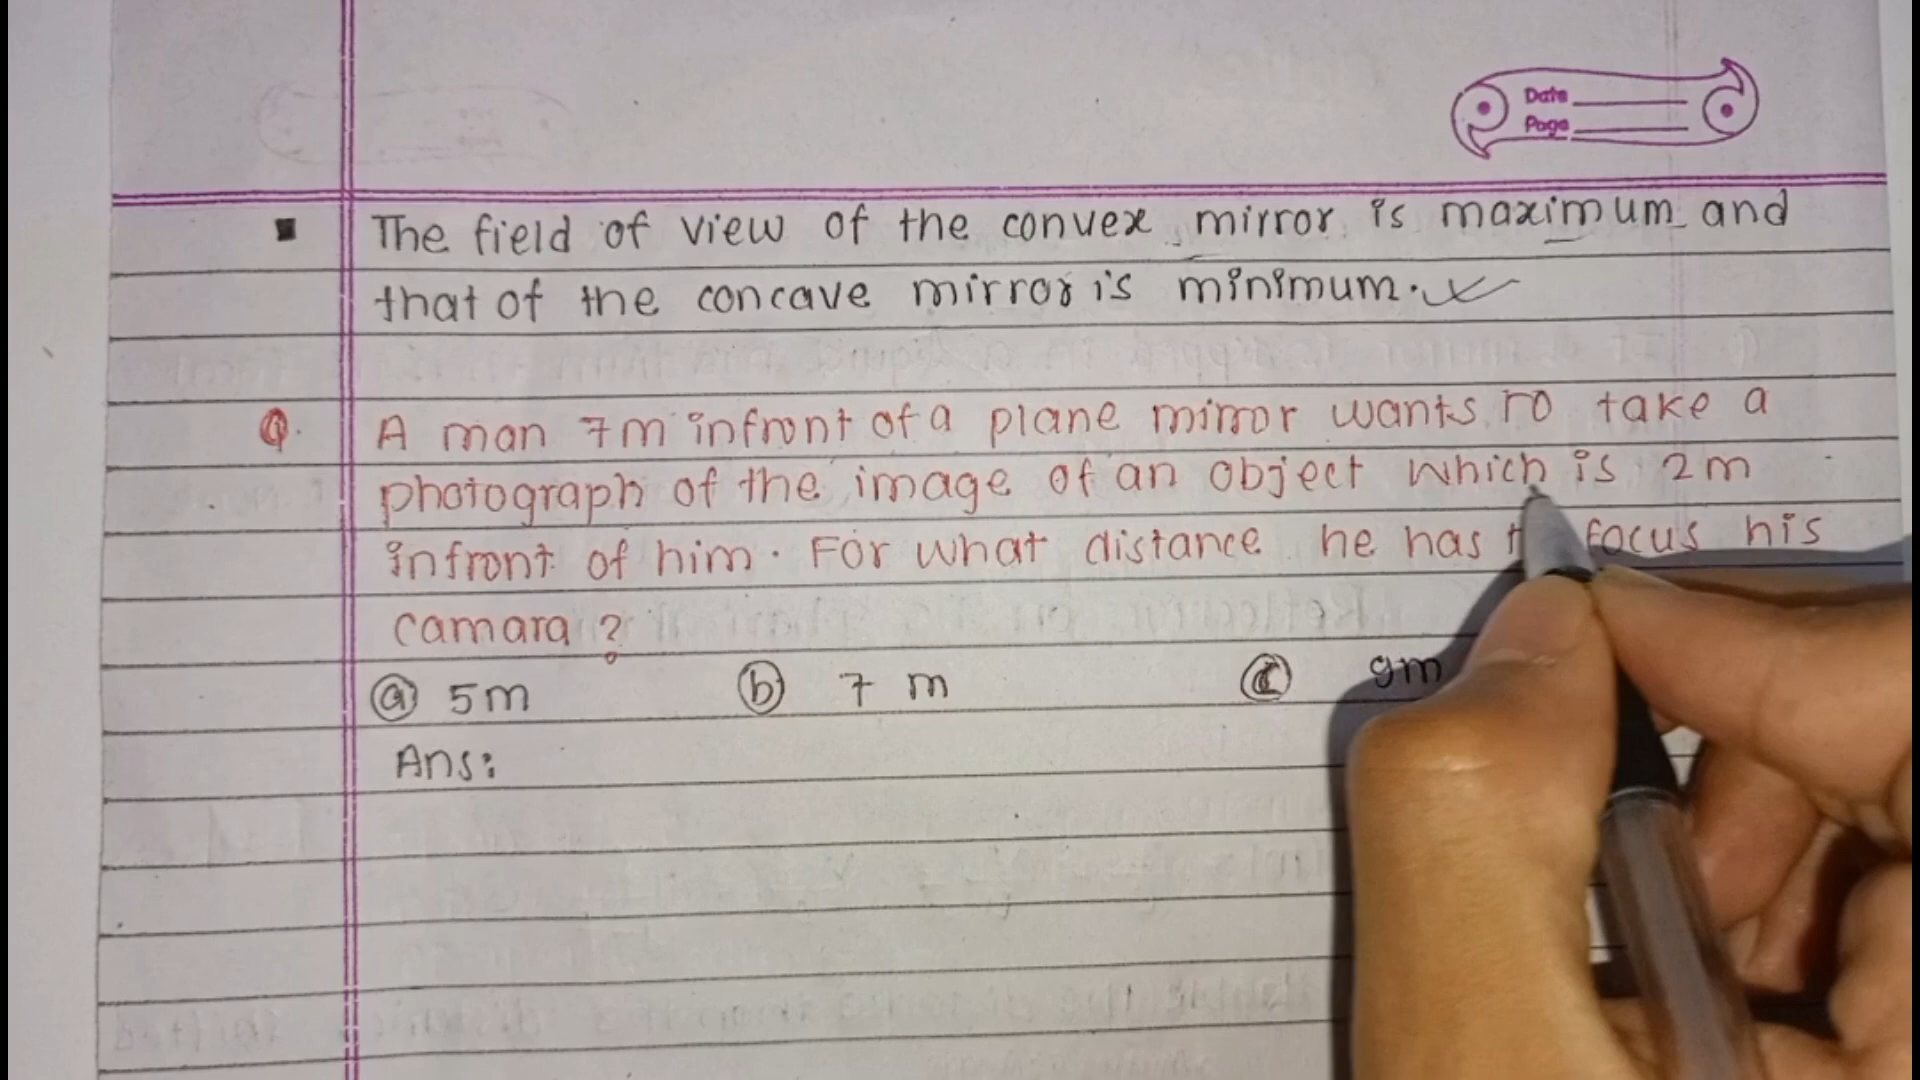 Date
Page
The field of view of the convex mirror is maximum and
that of the concave mirror is minimum.
Q. A man 7m infront of a plane mirror wants to take a
photograph of the image of an object which is 2m
infront of him. For what distance he has focus his
camara ?
(a) 5m (b) 7 m (c) 9m
Ans: